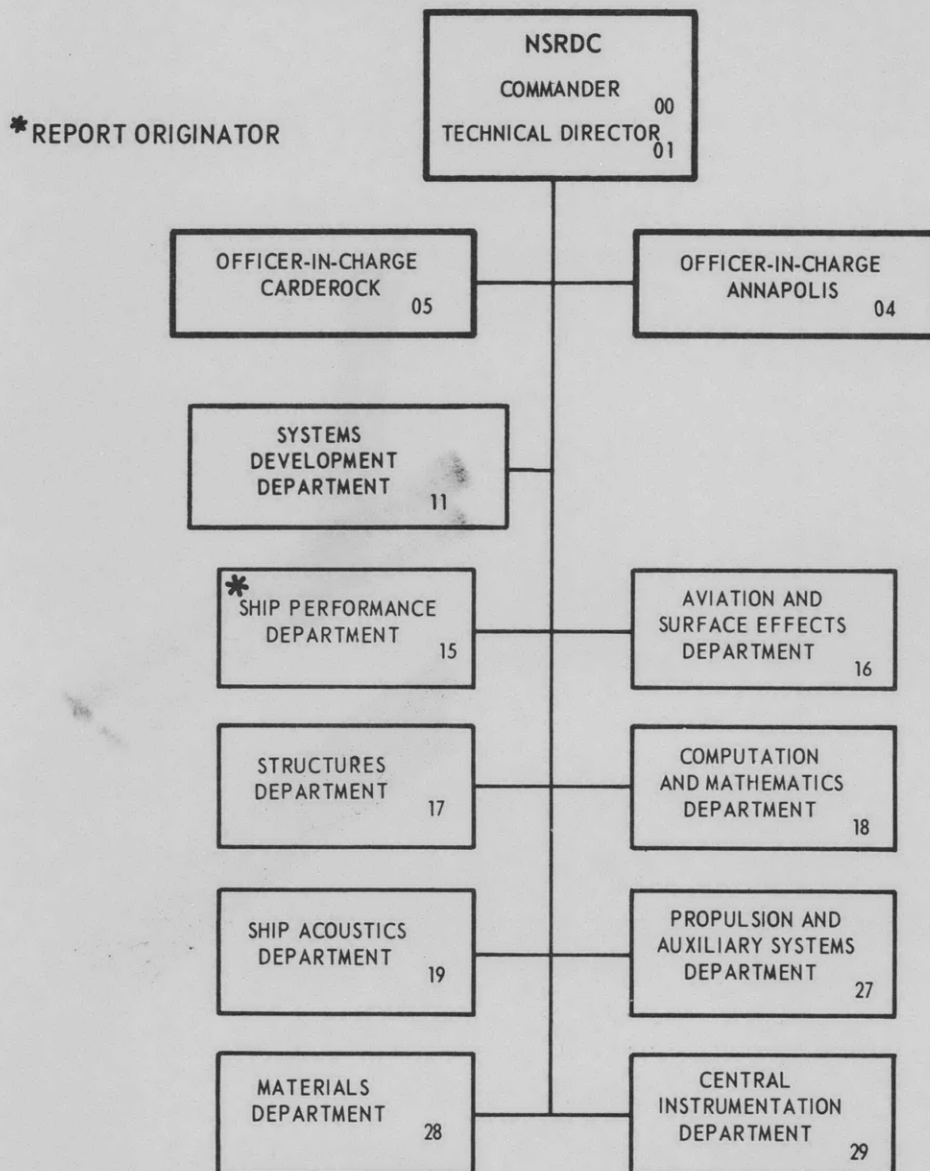 NSRDC
COMMANDER
00
TECHNICAL DIRECTOR
01
*REPORT ORIGINATOR
OFFICER-IN-CHARGE
CARDEROCK
05
OFFICER-IN-CHARGE
ANNAPOLIS
04
SYSTEMS
DEVELOPMENT
DEPARTMENT
11
*
SHIP PERFORMANCE
DEPARTMENT
15
AVIATION AND
SURFACE EFFECTS
DEPARTMENT
16
STRUCTURES
DEPARTMENT
17
COMPUTATION
AND MATHEMATICS
DEPARTMENT
18
SHIP ACOUSTICS
DEPARTMENT
19
PROPULSION AND
AUXILIARY SYSTEMS
DEPARTMENT
27
MATERIALS
DEPARTMENT
28
CENTRAL
INSTRUMENTATION
DEPARTMENT
29